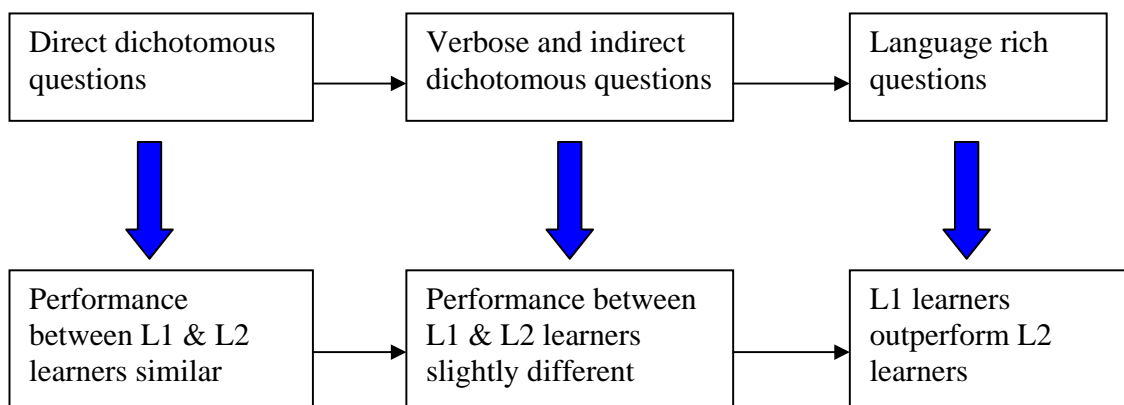 Direct dichotomous
questions
Verbose and indirect
dichotomous questions
Language rich
questions
Performance
between L1 & L2
learners similar
Performance between
L1 & L2 learners
slightly different
L1 learners
outperform L2
learners